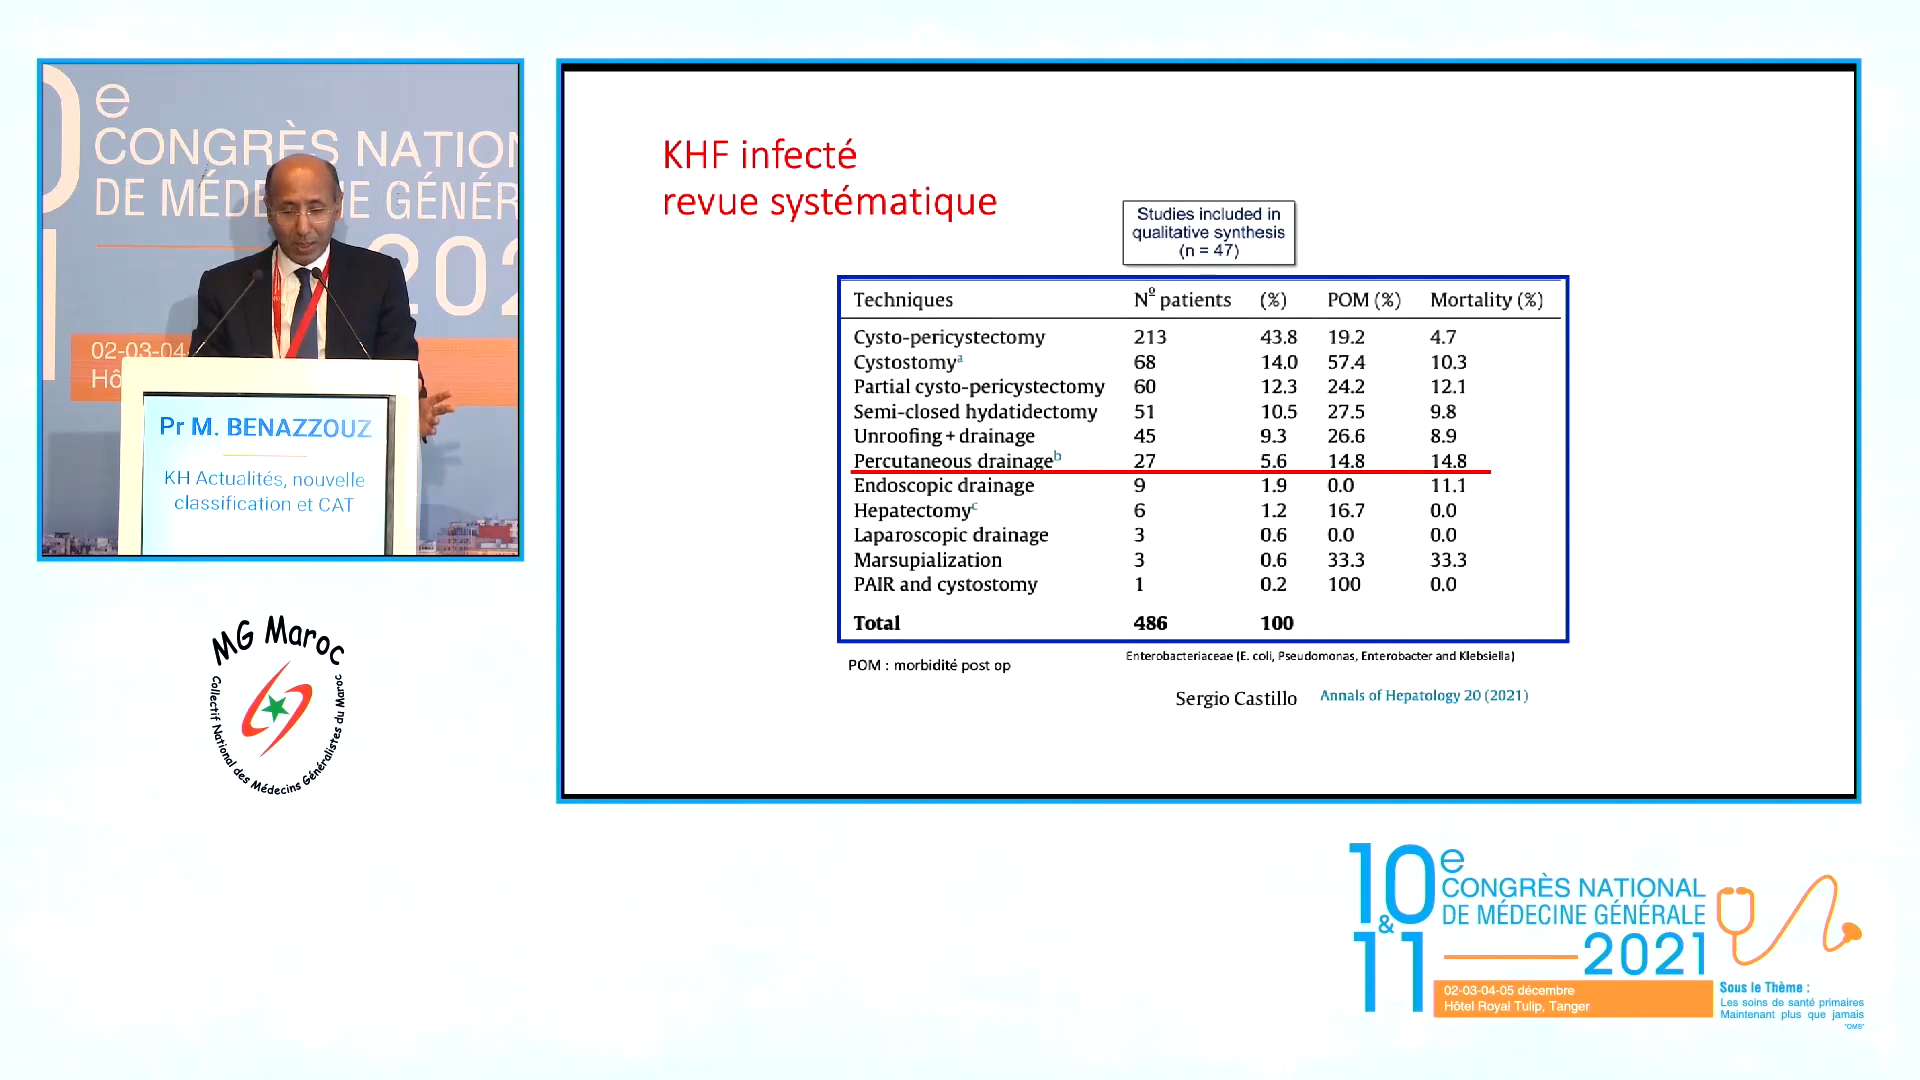 e
CONGRÈS NATION
DE MÉDE E GÉNÉR
202
02-03-04
Hô
Pr M. BENAZZOUZ
KH Actualités, nouvelle
classification et CAT
MG Maroc
Collectif National des Médecins Généralistes du Maroc
KHF infecté
revue systématique
Studies included in
qualitative synthesis
(n = 47)
Techniques Nº patients (%) POM (%) Mortality (%)
Cysto-pericystectomy 213 43.8 19.2 4.7
Cystostomyᵃ 68 14.0 57.4 10.3
Partial cysto-pericystectomy 60 12.3 24.2 12.1
Semi-closed hydatidectomy 51 10.5 27.5 9.8
Unroofing + drainage 45 9.3 26.6 8.9
Percutaneous drainageᵇ 27 5.6 14.8 14.8
Endoscopic drainage 9 1.9 0.0 11.1
Hepatectomyᶜ 6 1.2 16.7 0.0
Laparoscopic drainage 3 0.6 0.0 0.0
Marsupialization 3 0.6 33.3 33.3
PAIR and cystostomy 1 0.2 100 0.0
Total 486 100
POM : morbidité post op
Enterobacteriaceae (E. coli, Pseudomonas, Enterobacter and Klebsiella)
Sergio Castillo Annals of Hepatology 20 (2021)
10 & 11 e
CONGRÈS NATIONAL
DE MÉDECINE GÉNÉRALE
2021
02-03-04-05 décembre
Hôtel Royal Tulip, Tanger
Sous le Thème :
Les soins de santé primaires
Maintenant plus que jamais
"OMS"